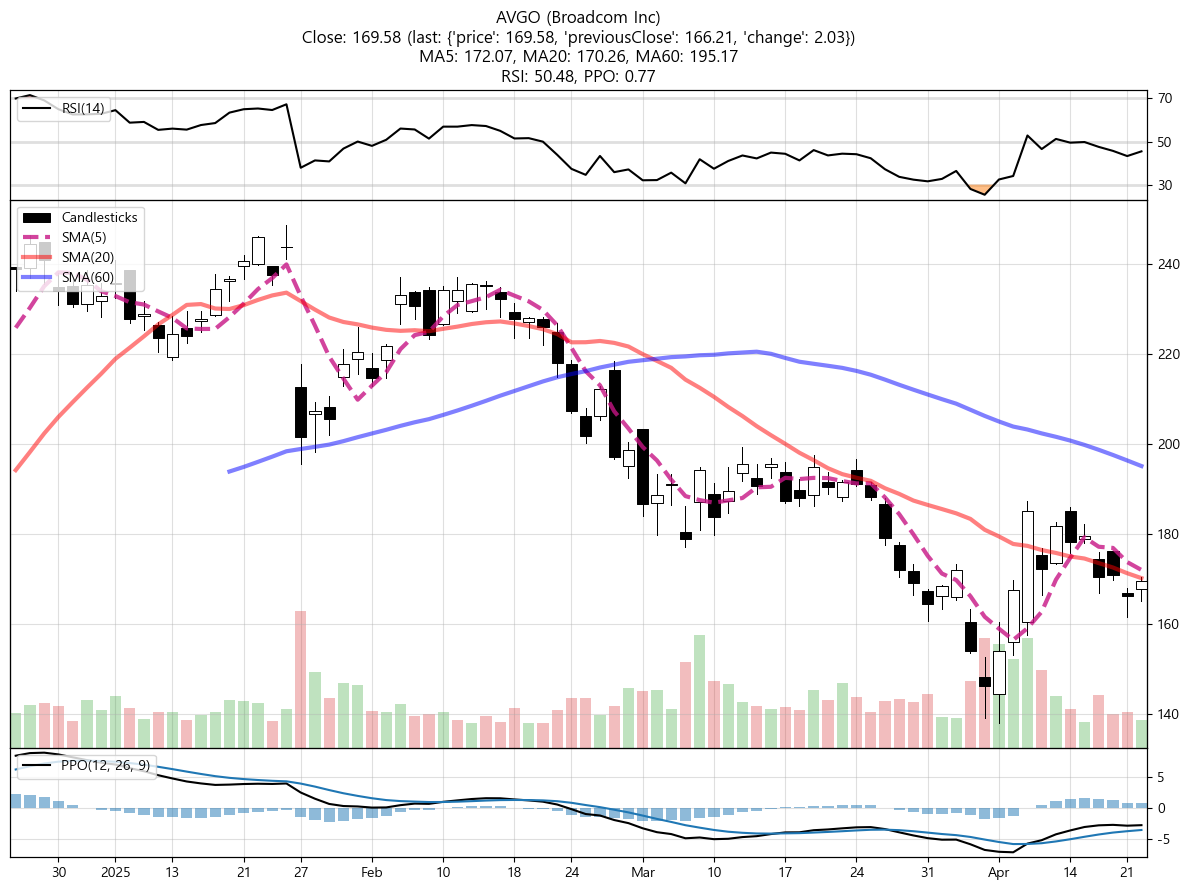 AVGO (Broadcom Inc)
Close: 169.58 (last: {'price': 169.58, 'previousClose': 166.21, 'change': 2.03})
MA5: 172.07, MA20: 170.26, MA60: 195.17
RSI: 50.48, PPO: 0.77
RSI(14)
70
50
30
Candlesticks
SMA(5)
SMA(20)
SMA(60)
240
220
200
180
160
140
PPO(12, 26, 9)
5
0
-5
30 2025 13 21 27 Feb 10 18 24 Mar 10 17 24 31 Apr 14 21